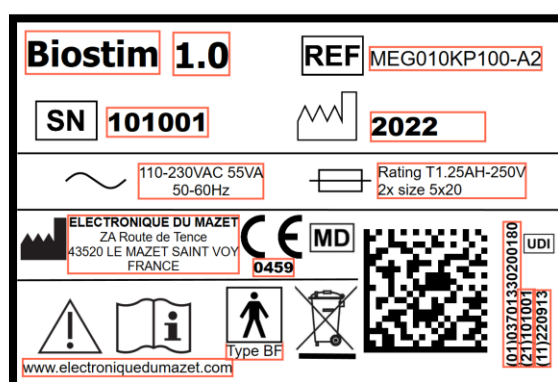 Biostim 1.0
REF MEG010KP100-A2
SN 101001
2022
110-230VAC 55VA
50-60Hz
Rating T1.25AH-250V
2x size 5x20
ELECTRONIQUE DU MAZET
ZA Route de Tence
43520 LE MAZET SAINT VOY
FRANCE
CE
0459
MD
UDI
(01)03701330200180
(21)101001
(11)220913
Type BF
www.electroniquedumazet.com